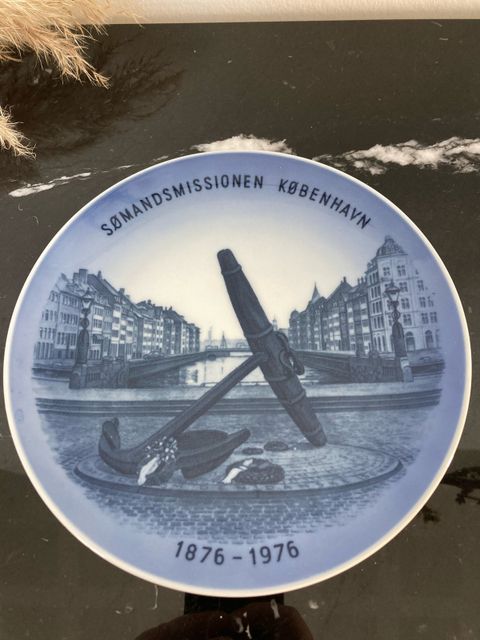 SØMANDSMISSIONEN KØBENHAVN
1876 - 1976